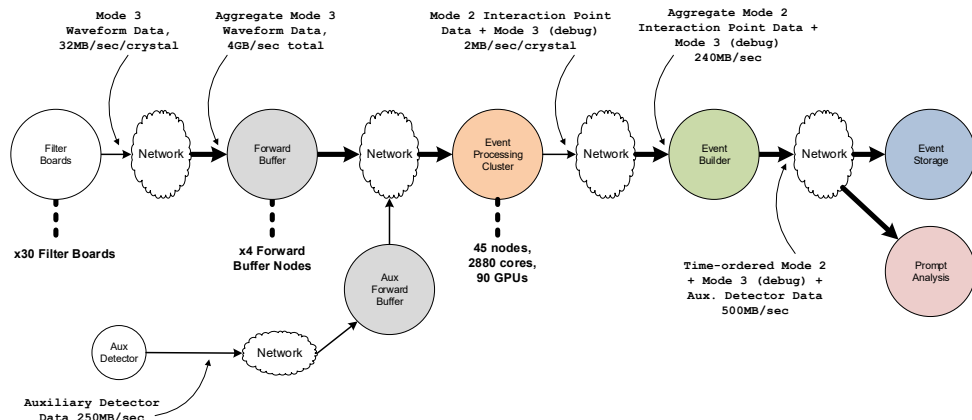 Mode 3
Waveform Data,
32MB/sec/crystal
Aggregate Mode 3
Waveform Data,
4GB/sec total
Mode 2 Interaction Point
Data + Mode 3 (debug)
2MB/sec/crystal
Aggregate Mode 2
Interaction Point Data +
Mode 3 (debug)
240MB/sec
Filter
Boards
Network
Forward
Buffer
Network
Event
Processing
Cluster
Network
Event
Builder
Network
Event
Storage
x30 Filter Boards
x4 Forward
Buffer Nodes
45 nodes,
2880 cores,
90 GPUs
Aux
Forward
Buffer
Time-ordered Mode 2
+ Mode 3 (debug) +
Aux. Detector Data
500MB/sec
Prompt
Analysis
Aux
Detector
Network
Auxiliary Detector
Data 250MB/sec